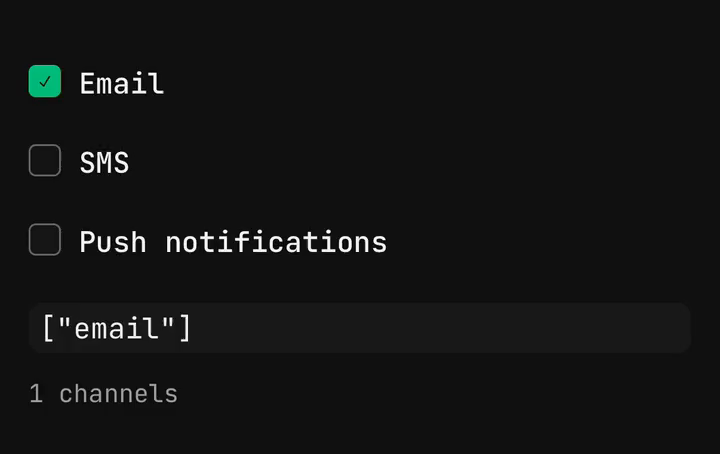 Email
SMS
Push notifications
["email"]
1 channels